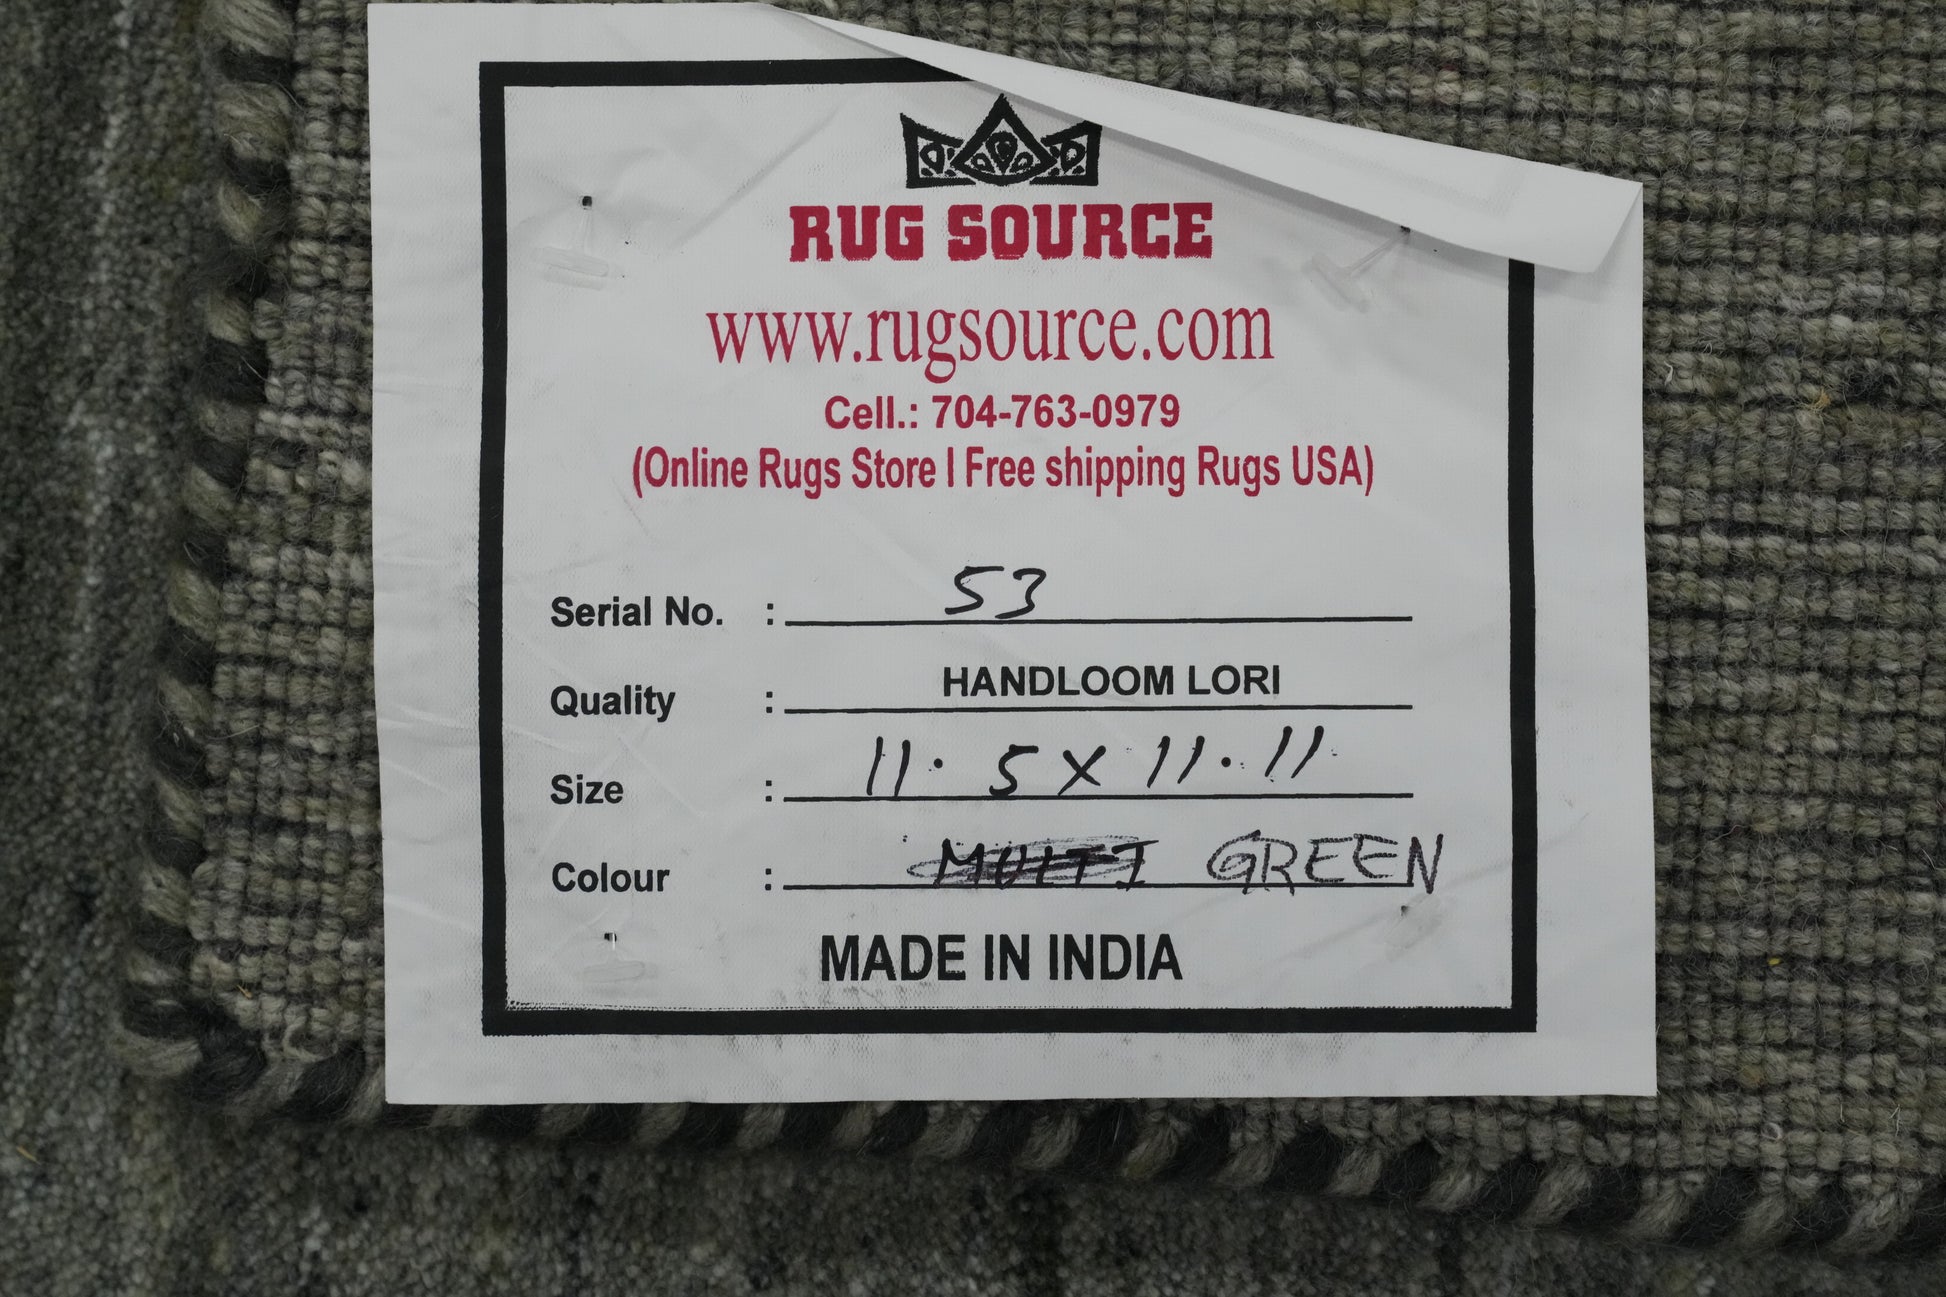 RUG SOURCE
www.rugsource.com
Cell.: 704-763-0979
(Online Rugs Store I Free shipping Rugs USA)
Serial No. : 53
Quality : HANDLOOM LORI
Size : 11.5 X 11.11
Colour : MULTI GREEN
MADE IN INDIA